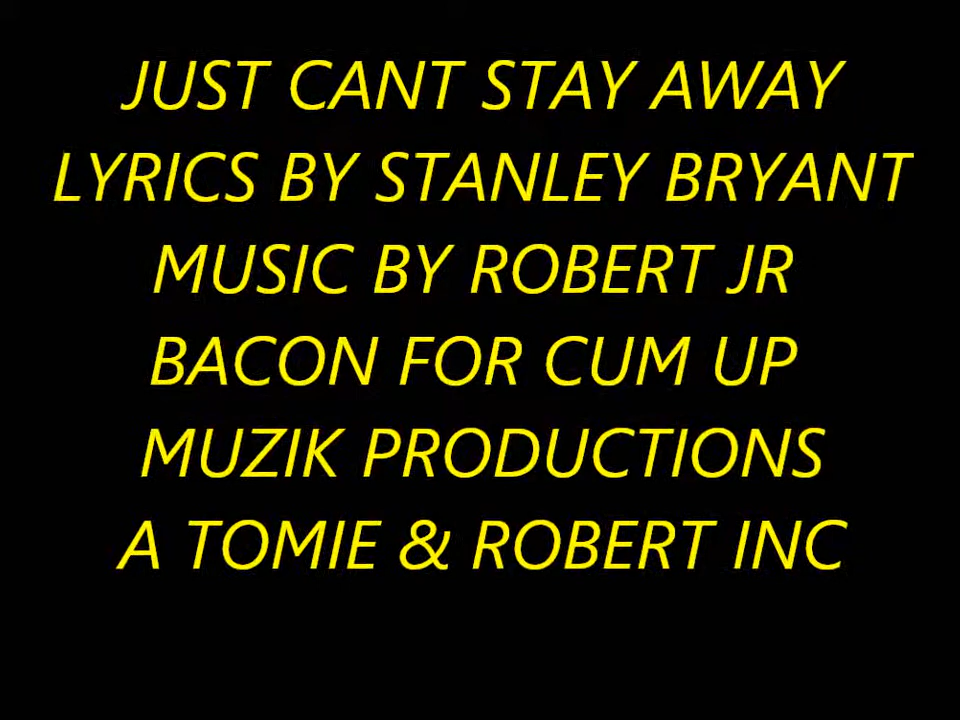 JUST CANT STAY AWAY
LYRICS BY STANLEY BRYANT
MUSIC BY ROBERT JR
BACON FOR CUM UP
MUZIK PRODUCTIONS
A TOMIE & ROBERT INC